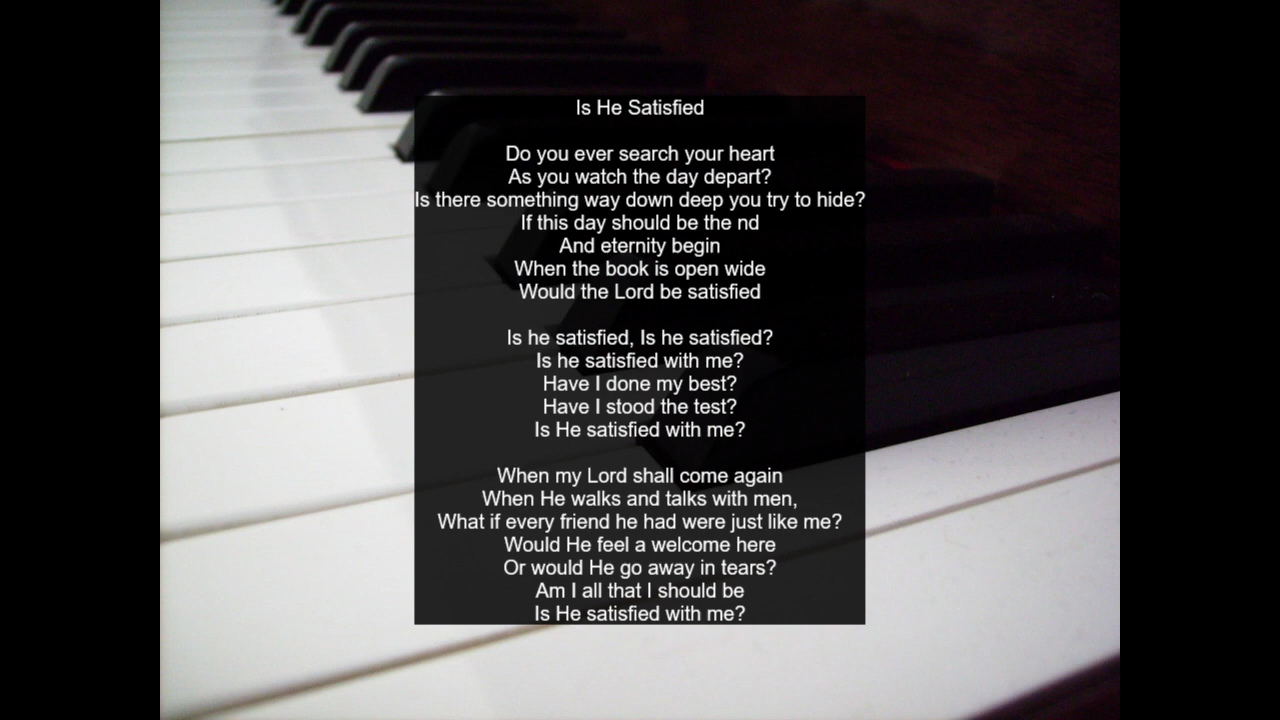 Is He Satisfied
Do you ever search your heart
As you watch the day depart?
Is there something way down deep you try to hide?
If this day should be the nd
And eternity begin
When the book is open wide
Would the Lord be satisfied
Is he satisfied, Is he satisfied?
Is he satisfied with me?
Have I done my best?
Have I stood the test?
Is He satisfied with me?
When my Lord shall come again
When He walks and talks with men,
What if every friend he had were just like me?
Would He feel a welcome here
Or would He go away in tears?
Am I all that I should be
Is He satisfied with me?